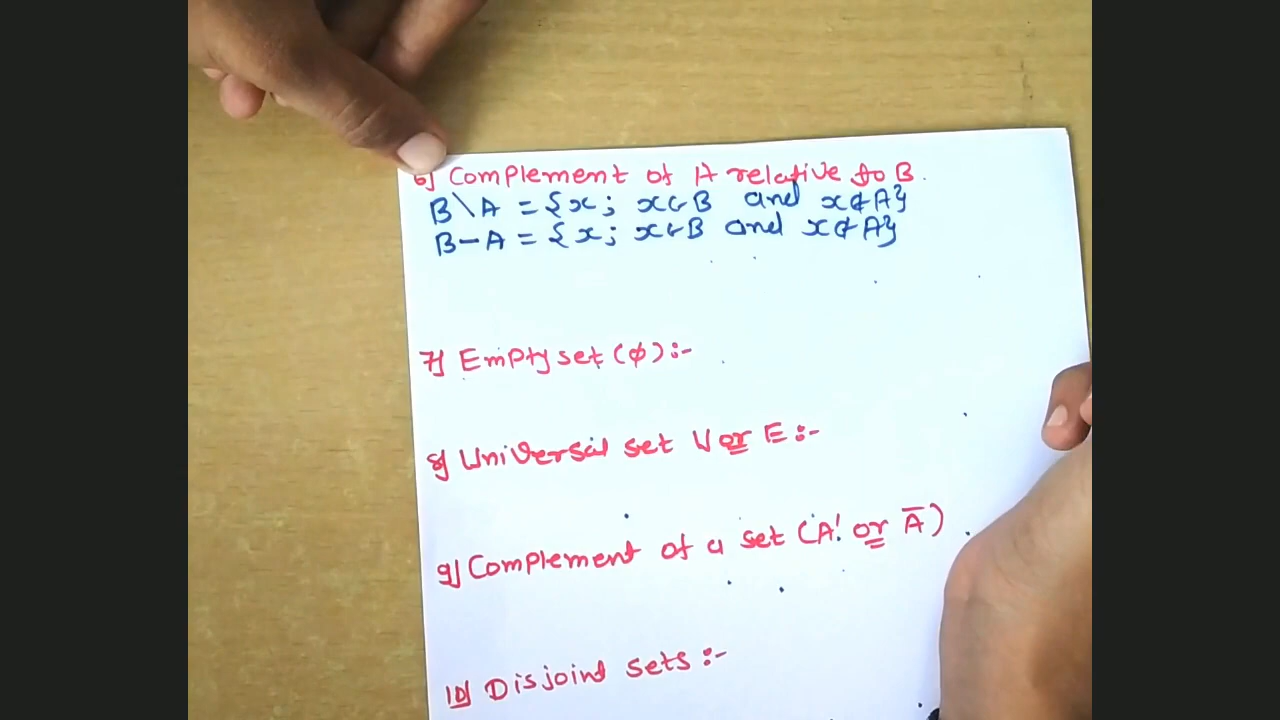 6) Complement of A relative to B.
B\A = {x; x∈B and x∉A}
B-A = {x; x∈B and x∉A}
7) Empty set (ϕ):-
8) Universal set U or E:-
9) Complement of a set (A' or A̅)
10) Disjoint sets:-